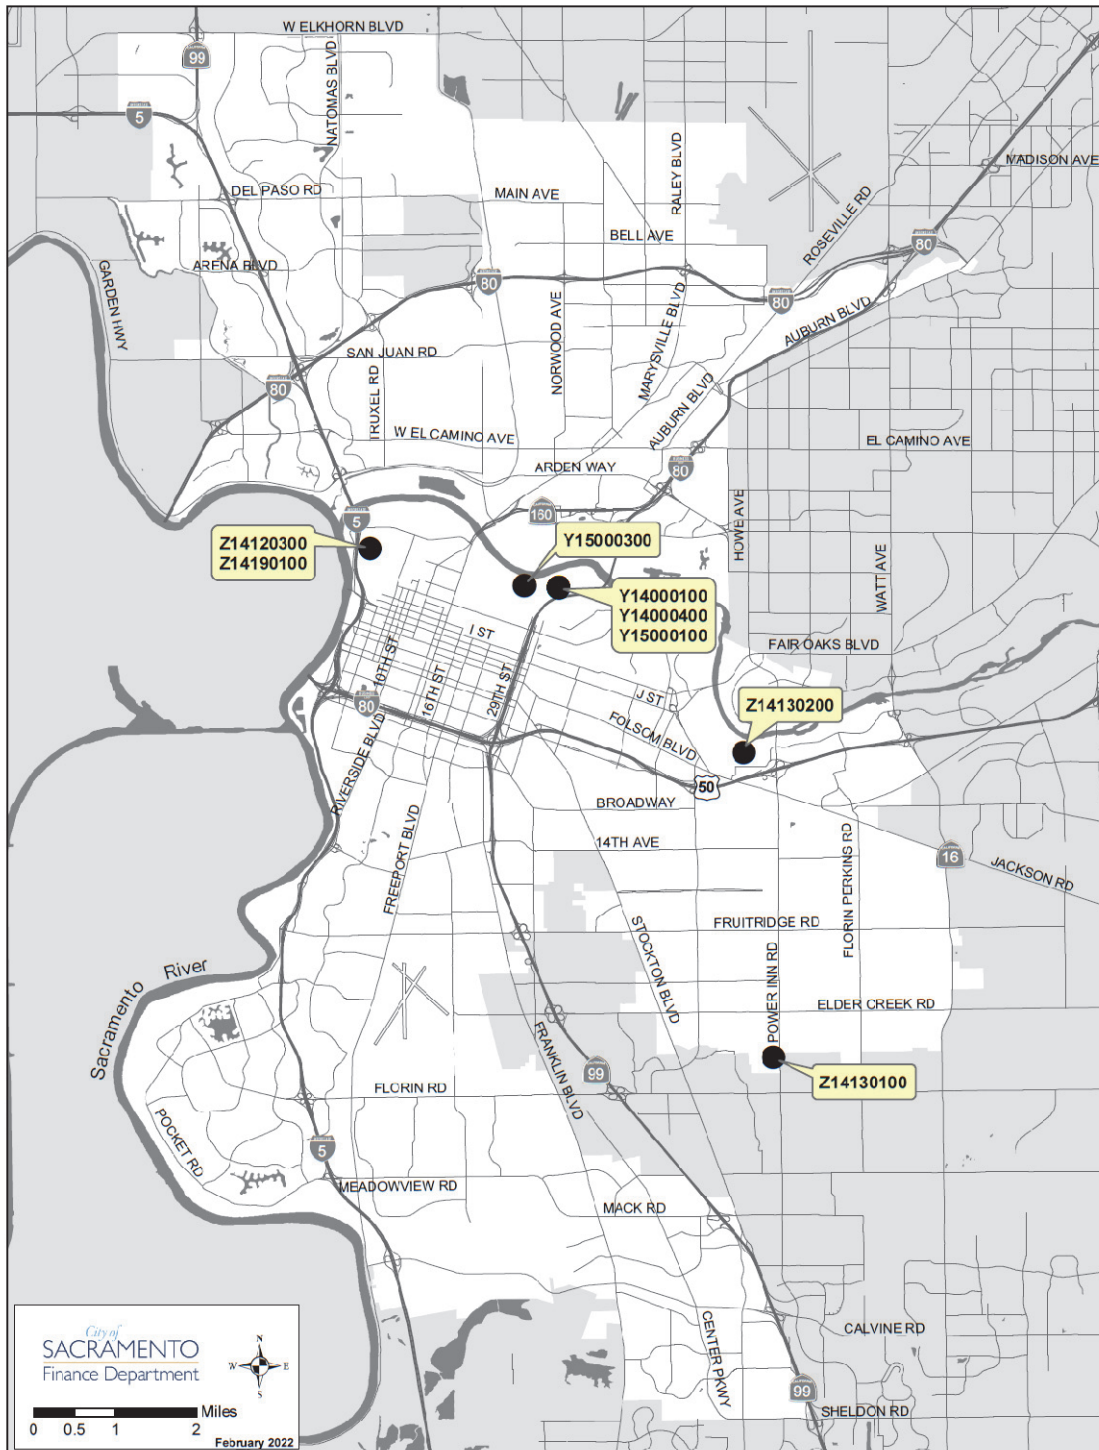 W ELKHORN BLVD
99
NATOMAS BLVD
5
RALEY BLVD
MADISON AVE
DEL PASO RD
MAIN AVE
ROSEVILLE RD
BELL AVE
80
ARENA BLVD
GARDEN HWY
80
80
NORWOOD AVE
MARYSVILLE BLVD
AUBURN BLVD
SAN JUAN RD
80
TRUXEL RD
AUBURN BLVD
W EL CAMINO AVE
EL CAMINO AVE
ARDEN WAY
80
160
HOWE AVE
5
Z14120300
Z14190100
Y15000300
WATT AVE
Y14000100
Y14000400
Y15000100
I ST
FAIR OAKS BLVD
10TH ST
16TH ST
29TH ST
J ST
80
Z14130200
FOLSOM BLVD
RIVERSIDE BLVD
50
BROADWAY
FREEPORT BLVD
14TH AVE
FLORIN PERKINS RD
16
JACKSON RD
STOCKTON BLVD
FRUITRIDGE RD
POWER INN RD
Sacramento River
ELDER CREEK RD
FRANKLIN BLVD
99
Z14130100
FLORIN RD
POCKET RD
5
MEADOWVIEW RD
MACK RD
CENTER PKWY
CALVINE RD
99
SHELDON RD
City of
SACRAMENTO
Finance Department
N
W E
S
Miles
0 0.5 1 2
February 2022